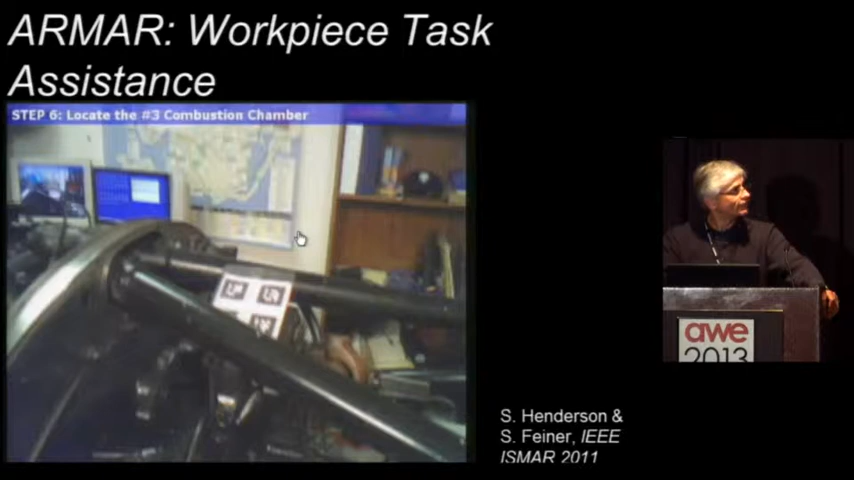 ARMAR: Workpiece Task
Assistance
STEP 6: Locate the #3 Combustion Chamber
awe
2013
S. Henderson &
S. Feiner, IEEE
ISMAR 2011